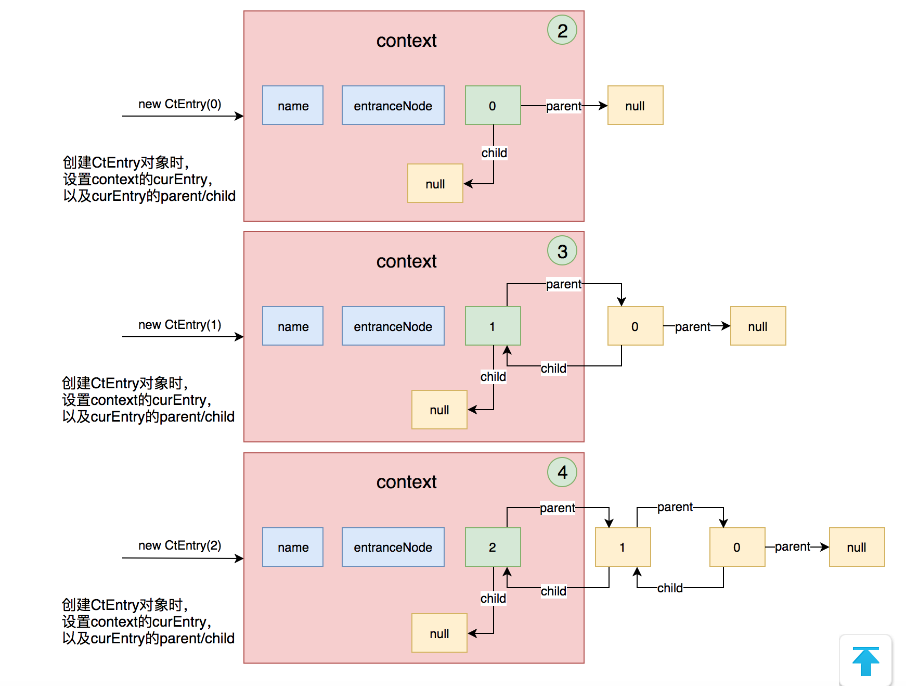 context
2
new CtEntry(0)
name
entranceNode
0
parent
null
child
null
创建CtEntry对象时，
设置context的curEntry，
以及curEntry的parent/child
context
3
parent
new CtEntry(1)
name
entranceNode
1
0
parent
null
child
child
null
创建CtEntry对象时，
设置context的curEntry，
以及curEntry的parent/child
context
4
parent
parent
new CtEntry(2)
name
entranceNode
2
1
0
parent
null
child
child
child
null
创建CtEntry对象时，
设置context的curEntry，
以及curEntry的parent/child